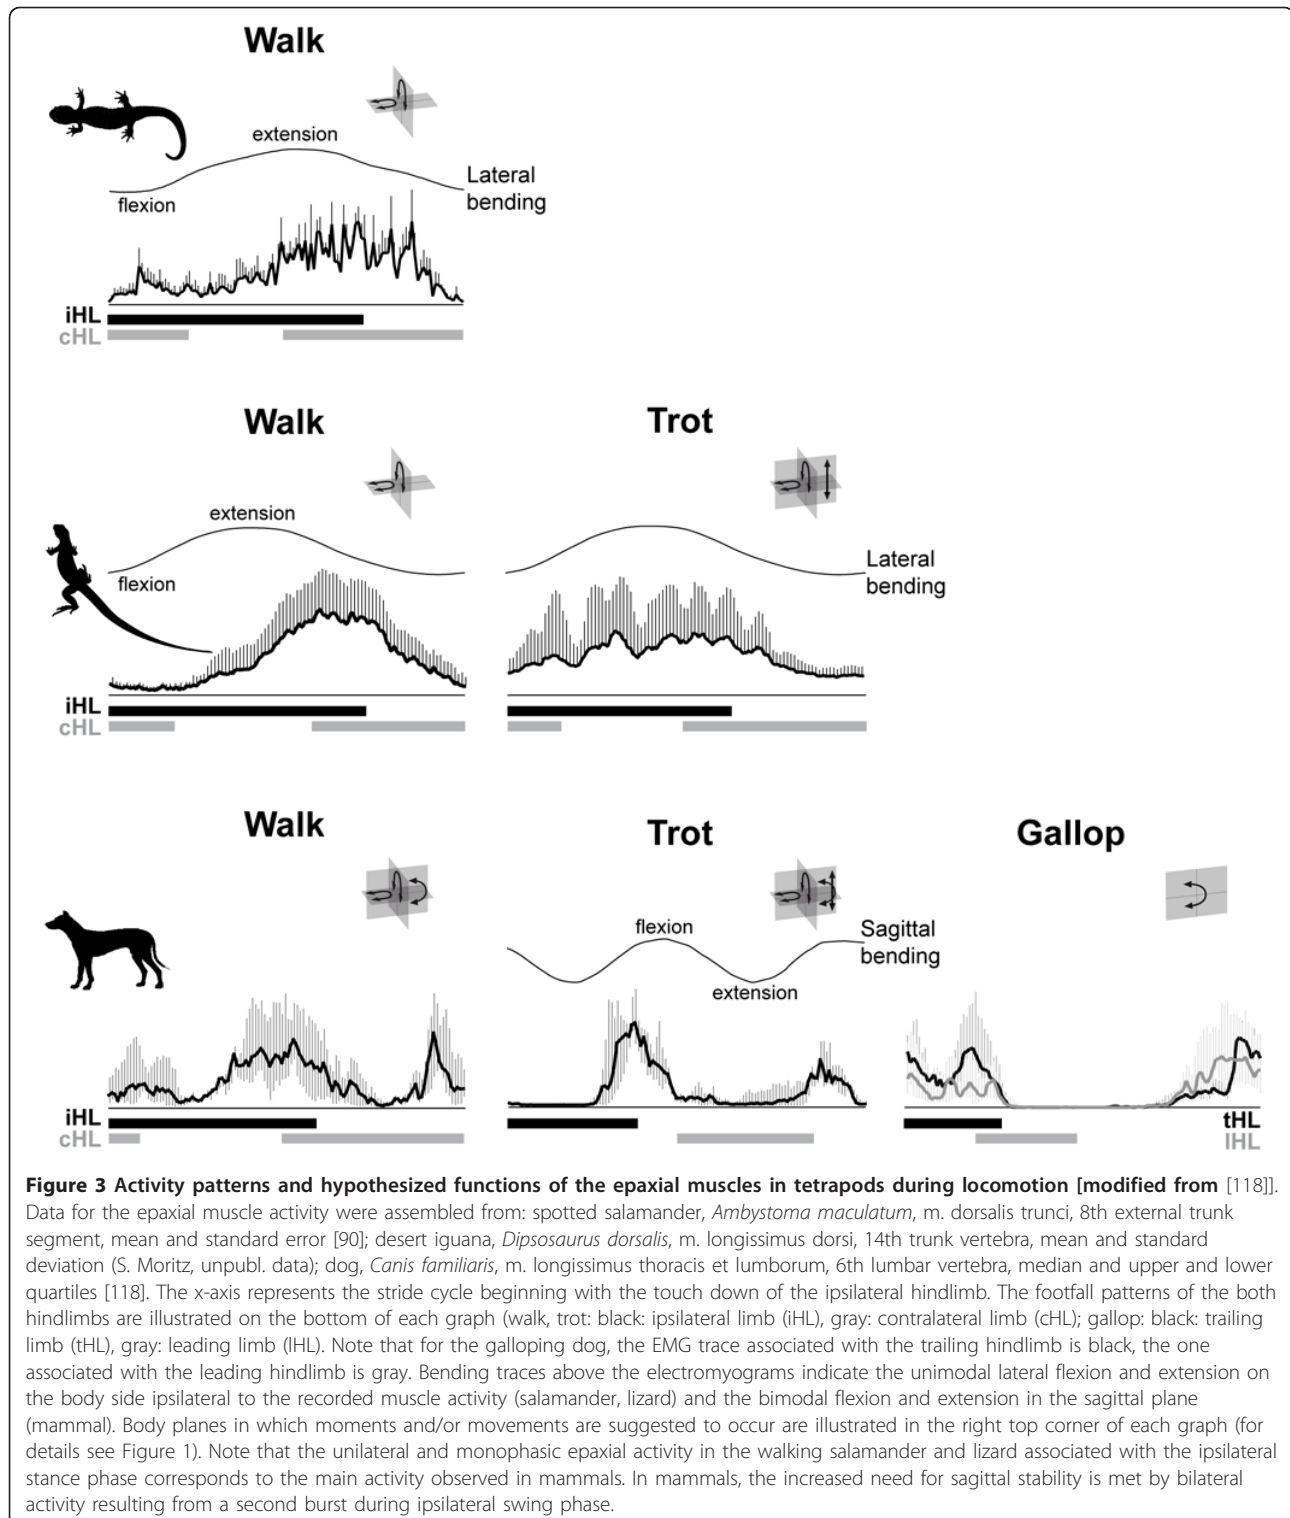 Walk
extension
flexion
Lateral
bending
iHL
cHL
Walk
Trot
extension
flexion
Lateral
bending
iHL
cHL
Walk
Trot
Gallop
flexion
extension
Sagittal
bending
iHL
cHL
tHL
lHL
Figure 3 Activity patterns and hypothesized functions of the epaxial muscles in tetrapods during locomotion [modified from [118]].
Data for the epaxial muscle activity were assembled from: spotted salamander, Ambystoma maculatum, m. dorsalis trunci, 8th external trunk
segment, mean and standard error [90]; desert iguana, Dipsosaurus dorsalis, m. longissimus dorsi, 14th trunk vertebra, mean and standard
deviation (S. Moritz, unpubl. data); dog, Canis familiaris, m. longissimus thoracis et lumborum, 6th lumbar vertebra, median and upper and lower
quartiles [118]. The x-axis represents the stride cycle beginning with the touch down of the ipsilateral hindlimb. The footfall patterns of the both
hindlimbs are illustrated on the bottom of each graph (walk, trot: black: ipsilateral limb (iHL), gray: contralateral limb (cHL); gallop: black: trailing
limb (tHL), gray: leading limb (lHL). Note that for the galloping dog, the EMG trace associated with the trailing hindlimb is black, the one
associated with the leading hindlimb is gray. Bending traces above the electromyograms indicate the unimodal lateral flexion and extension on
the body side ipsilateral to the recorded muscle activity (salamander, lizard) and the bimodal flexion and extension in the sagittal plane
(mammal). Body planes in which moments and/or movements are suggested to occur are illustrated in the right top corner of each graph (for
details see Figure 1). Note that the unilateral and monophasic epaxial activity in the walking salamander and lizard associated with the ipsilateral
stance phase corresponds to the main activity observed in mammals. In mammals, the increased need for sagittal stability is met by bilateral
activity resulting from a second burst during ipsilateral swing phase.